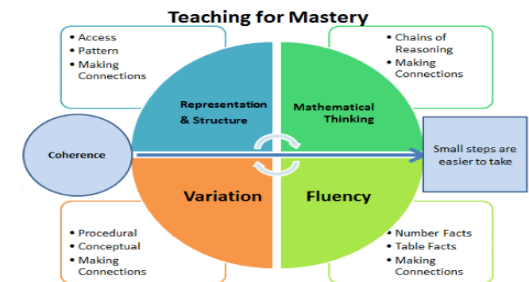 Teaching for Mastery
• Access
• Pattern
• Making
Connections
• Chains of
Reasoning
• Making
Connections
Representation
& Structure
Mathematical
Thinking
Coherence
Small steps are
easier to take
Variation
Fluency
• Procedural
• Conceptual
• Making
Connections
• Number Facts
• Table Facts
• Making
Connections